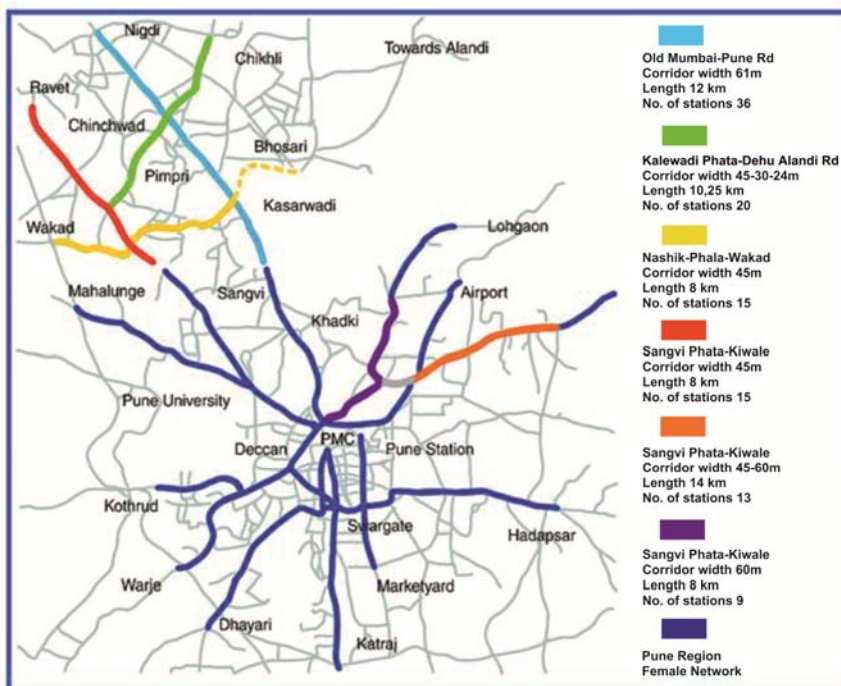 Nigdi
Chikhli
Towards Alandi
Ravet
Chinchwad
Bhosari
Pimpri
Kasarwadi
Wakad
Lohgaon
Mahalunge
Sangvi
Airport
Khadki
Pune University
Deccan
PMC
Pune Station
Kothrud
Swargate
Hadapsar
Warje
Marketyard
Dhayari
Katraj
Old Mumbai-Pune Rd
Corridor width 61m
Length 12 km
No. of stations 36
Kalewadi Phata-Dehu Alandi Rd
Corridor width 45-30-24m
Length 10,25 km
No. of stations 20
Nashik-Phala-Wakad
Corridor width 45m
Length 8 km
No. of stations 15
Sangvi Phata-Kiwale
Corridor width 45m
Length 8 km
No. of stations 15
Sangvi Phata-Kiwale
Corridor width 45-60m
Length 14 km
No. of stations 13
Sangvi Phata-Kiwale
Corridor width 60m
Length 8 km
No. of stations 9
Pune Region
Female Network